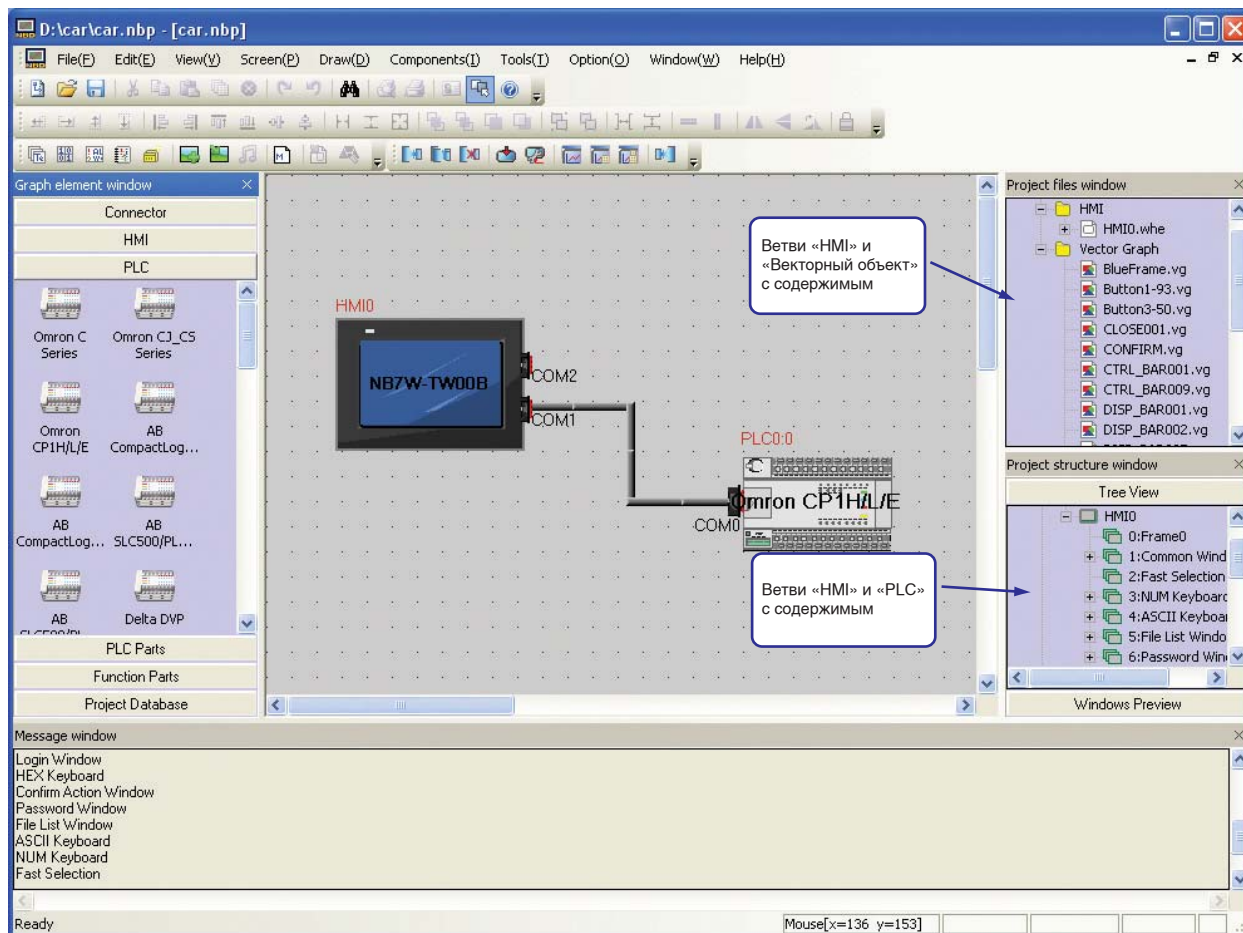 D:\car\car.nbp - [car.nbp]
File(F) Edit(E) View(V) Screen(P) Draw(D) Components(I) Tools(T) Option(O) Window(W) Help(H)
Graph element window
Connector
HMI
PLC
Omron C Series
Omron CJ_CS Series
Omron CP1H/L/E
AB CompactLog...
AB CompactLog...
AB SLC500/PL...
AB
Delta DVP
PLC Parts
Function Parts
Project Database
HMI0
NB7W-TW00B
COM2
COM1
PLC0:0
Omron CP1H/L/E
COM0
Ветви «HMI» и
«Векторный объект»
с содержимым
Ветви «HMI» и «PLC»
с содержимым
Project files window
HMI
HMI0.whe
Vector Graph
BlueFrame.vg
Button1-93.vg
Button3-50.vg
CLOSE001.vg
CONFIRM.vg
CTRL_BAR001.vg
CTRL_BAR009.vg
DISP_BAR001.vg
DISP_BAR002.vg
Project structure window
Tree View
HMI0
0:Frame0
1:Common Wind
2:Fast Selection
3:NUM Keyboard
4:ASCII Keyboar
5:File List Windo
6:Password Win
Windows Preview
Message window
Login Window
HEX Keyboard
Confirm Action Window
Password Window
File List Window
ASCII Keyboard
NUM Keyboard
Fast Selection
Ready
Mouse[x=136 y=153]